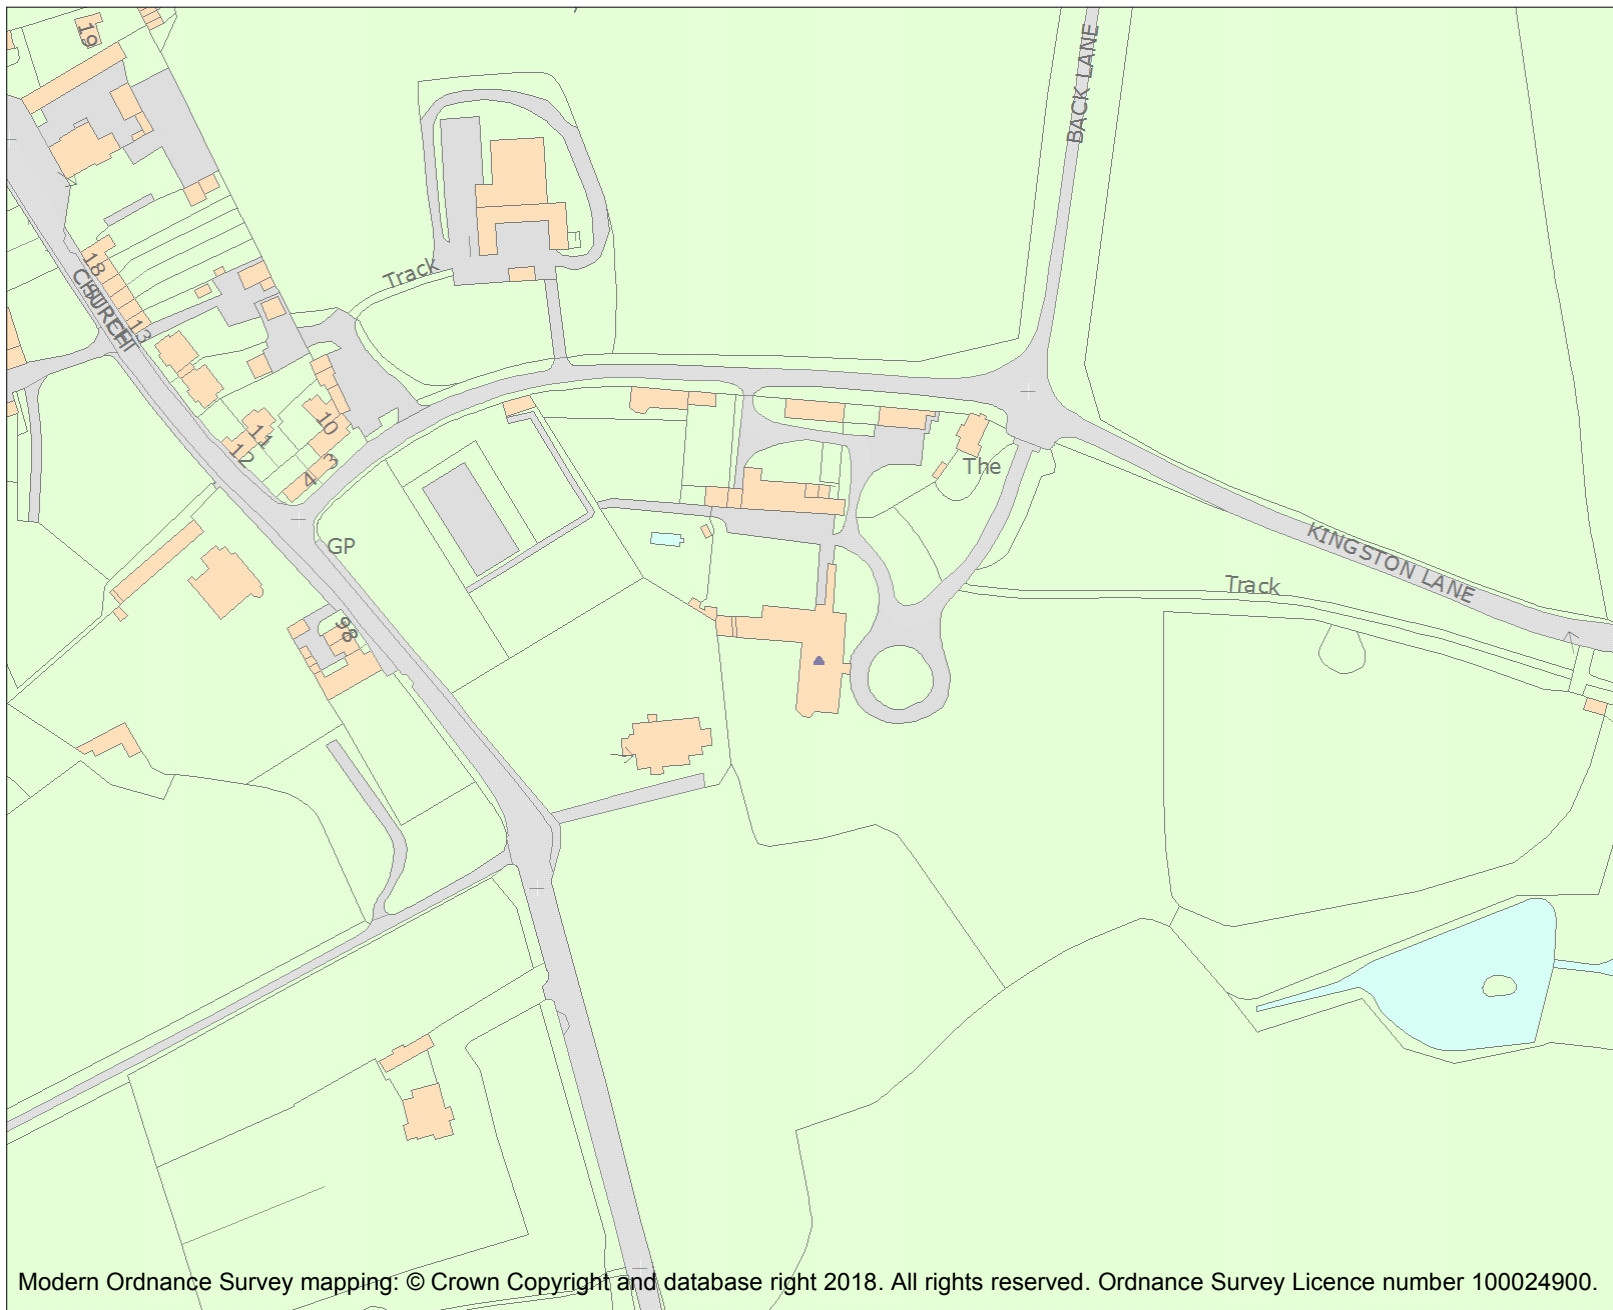 19
BACK LANE
Track
18
CHURCH
13
10
11
12
3
4
The
GP
KINGSTON LANE
Track
98
Modern Ordnance Survey mapping: © Crown Copyright and database right 2018. All rights reserved. Ordnance Survey Licence number 100024900.